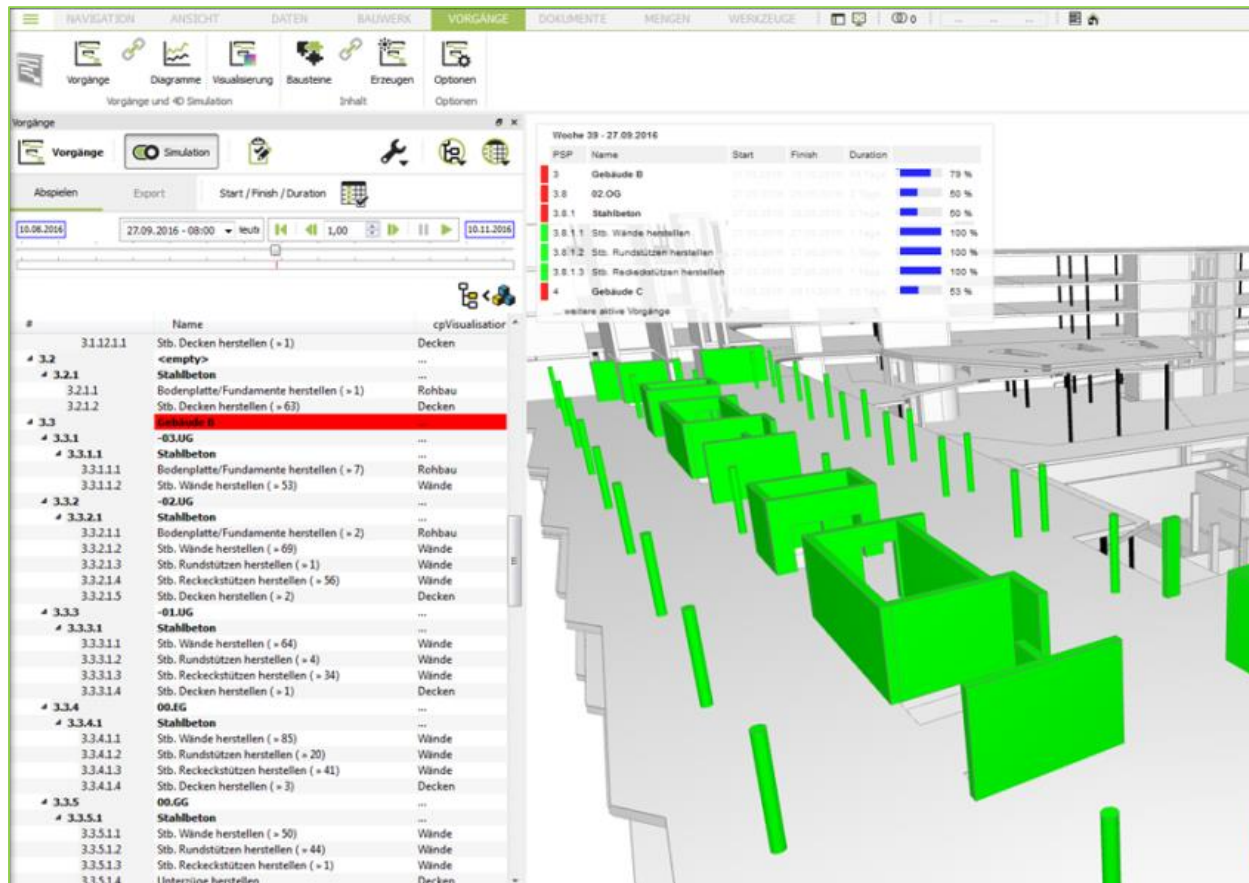 NAVIGATION ANSICHT DATEN BAUWERK VORGÄNGE DOKUMENTE MENGEN WERKZEUGE 0 .. .. ..
Vorgänge Diagramme Visualisierung Bausteine Erzeugen Optionen
Vorgänge und 4D Simulation Inhalt Optionen
Vorgänge
Vorgänge Simulation
Abspielen Export Start / Finish / Duration
10.06.2016 27.09.2016 - 08:00 1,00 10.11.2016
# Name cpVisualisation
3.1.12.1.1 Stb. Decken herstellen ( » 1) Decken
3.2 <empty> ...
3.2.1 Stahlbeton ...
3.2.1.1 Bodenplatte/Fundamente herstellen ( » 1) Rohbau
3.2.1.2 Stb. Decken herstellen ( » 63) Decken
3.3 Gebäude B ...
3.3.1 -03.UG ...
3.3.1.1 Stahlbeton ...
3.3.1.1.1 Bodenplatte/Fundamente herstellen ( » 7) Rohbau
3.3.1.1.2 Stb. Wände herstellen ( » 53) Wände
3.3.2 -02.UG ...
3.3.2.1 Stahlbeton ...
3.3.2.1.1 Bodenplatte/Fundamente herstellen ( » 2) Rohbau
3.3.2.1.2 Stb. Wände herstellen ( » 69) Wände
3.3.2.1.3 Stb. Rundstützen herstellen ( » 1) Wände
3.3.2.1.4 Stb. Reckeckstützen herstellen ( » 56) Wände
3.3.2.1.5 Stb. Decken herstellen ( » 2) Decken
3.3.3 -01.UG ...
3.3.3.1 Stahlbeton ...
3.3.3.1.1 Stb. Wände herstellen ( » 64) Wände
3.3.3.1.2 Stb. Rundstützen herstellen ( » 4) Wände
3.3.3.1.3 Stb. Reckeckstützen herstellen ( » 34) Wände
3.3.3.1.4 Stb. Decken herstellen ( » 1) Decken
3.3.4 00.EG ...
3.3.4.1 Stahlbeton ...
3.3.4.1.1 Stb. Wände herstellen ( » 85) Wände
3.3.4.1.2 Stb. Rundstützen herstellen ( » 20) Wände
3.3.4.1.3 Stb. Reckeckstützen herstellen ( » 41) Wände
3.3.4.1.4 Stb. Decken herstellen ( » 3) Decken
3.3.5 00.GG ...
3.3.5.1 Stahlbeton ...
3.3.5.1.1 Stb. Wände herstellen ( » 50) Wände
3.3.5.1.2 Stb. Rundstützen herstellen ( » 44) Wände
3.3.5.1.3 Stb. Reckeckstützen herstellen ( » 1) Wände
3.3.5.1.4 Unterzüge herstellen Decken
Woche 39 - 27.09.2016
PSP Name Start Finish Duration
3 Gebäude B 79 %
3.8 02.OG 50 %
3.8.1 Stahlbeton 50 %
3.8.1.1 Stb. Wände herstellen 100 %
3.8.1.2 Stb. Rundstützen herstellen 100 %
3.8.1.3 Stb. Reckeckstützen herstellen 100 %
4 Gebäude C 53 %
... weitere aktive Vorgänge